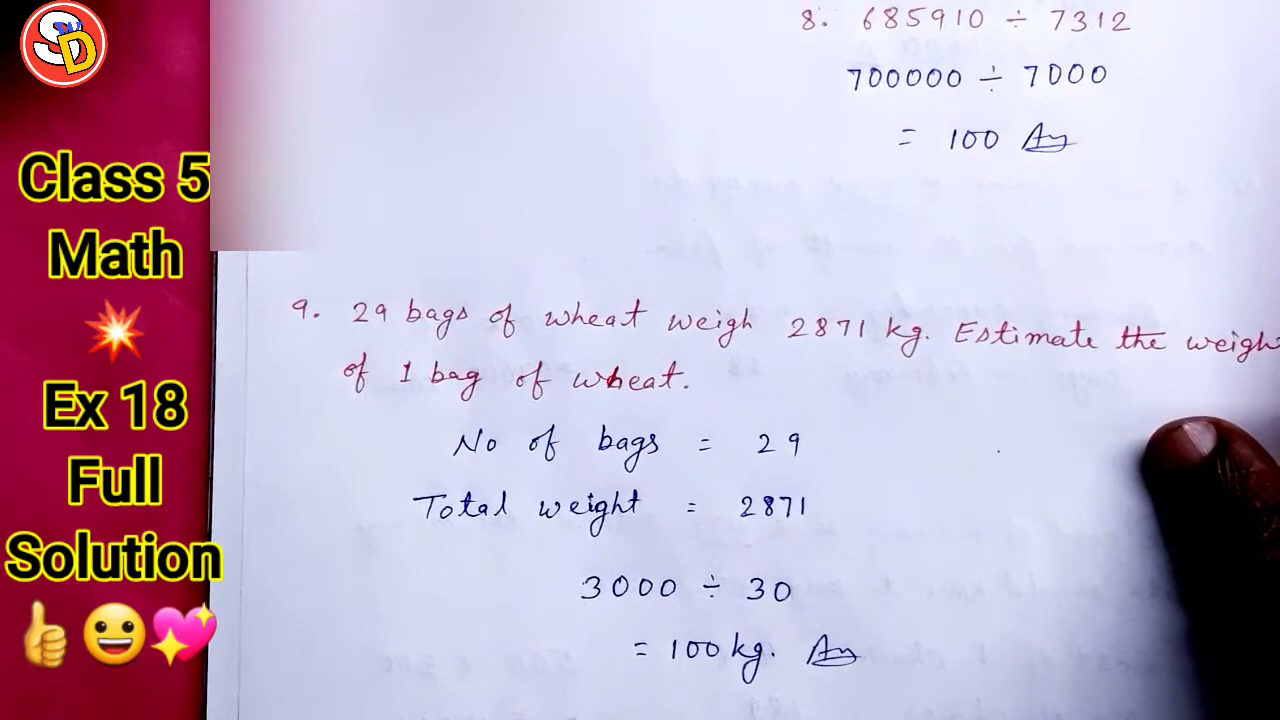 SD
Class 5
Math
Ex 18
Full
Solution
8. 685910 ÷ 7312
700000 ÷ 7000
= 100 Ans
9. 29 bags of wheat weigh 2871 kg. Estimate the weigh
of 1 bag of wheat.
No of bags = 29
Total weight = 2871
3000 ÷ 30
= 100 kg. Ans